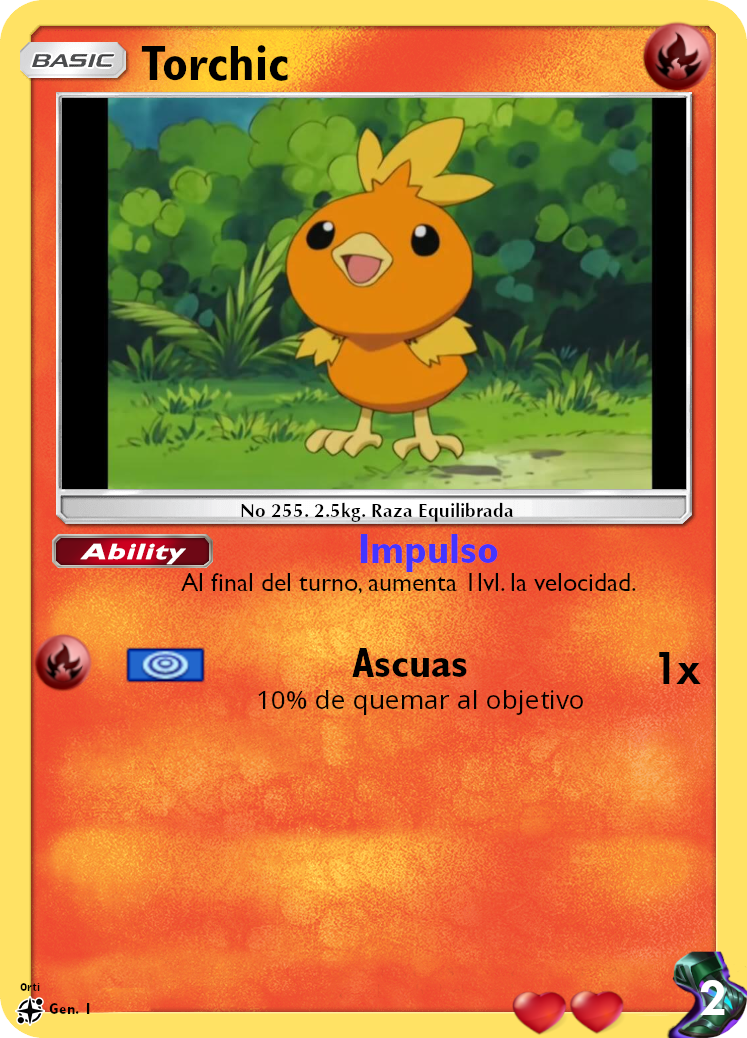 BASIC Torchic
No 255. 2.5kg. Raza Equilibrada
Ability Impulso
Al final del turno, aumenta 1lvl. la velocidad.
Ascuas 1x
10% de quemar al objetivo
Orti
Gen. 1
2